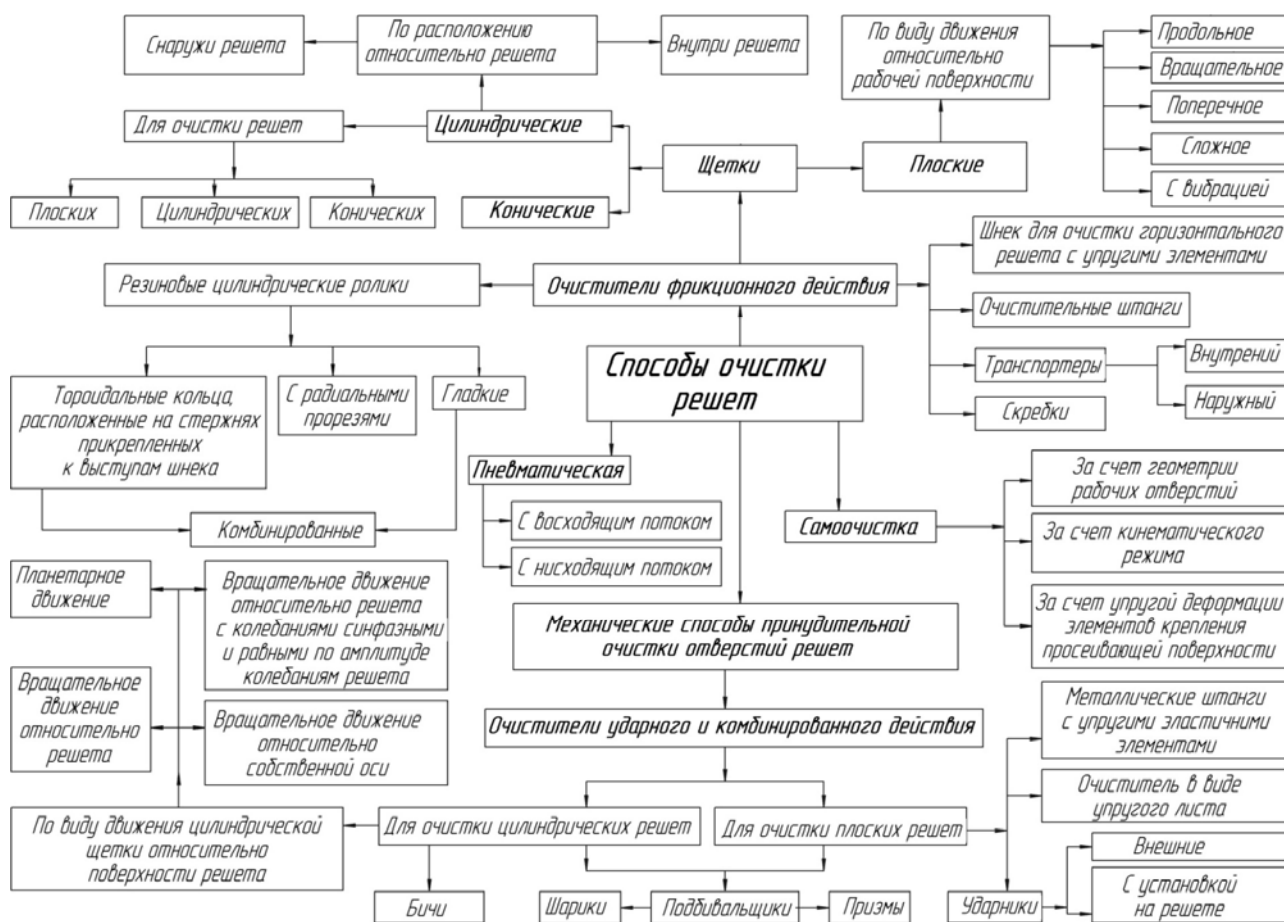 Снаружи решета
По расположению
относительно решета
Внутри решета
По виду движения
относительно
рабочей поверхности
Продольное
Вращательное
Поперечное
Сложное
С вибрацией
Для очистки решет
Цилиндрические
Щетки
Плоские
Плоских
Цилиндрических
Конических
Конические
Шнек для очистки горизонтального
решета с упругими элементами
Резиновые цилиндрические ролики
Очистители фрикционного действия
Очистительные штанги
Способы очистки
решет
Транспортеры
Внутрений
Наружный
Скребки
Тороидальные кольца,
расположенные на стержнях
прикрепленных
к выступам шнека
С радиальными
прорезями
Гладкие
Комбинированные
Пневматическая
С восходящим потоком
С нисходящим потоком
Самоочистка
За счет геометрии
рабочих отверстий
За счет кинематического
режима
За счет упругой деформации
элементов крепления
просеивающей поверхности
Планетарное
движение
Вращательное движение
относительно решета
с колебаниями синфазными
и равными по амплитуде
колебаниям решета
Механические способы принудительной
очистки отверстий решет
Вращательное
движение
относительно
решета
Вращательное движение
относительно
собственной оси
Очистители ударного и комбинированного действия
Металлические штанги
с упругими эластичними
элементами
Очиститель в виде
упругого листа
По виду движения цилиндрической
щетки относительно
поверхности решета
Для очистки цилиндрических решет
Для очистки плоских решет
Внешние
С установкой
на решете
Бичи
Шарики
Подбивальщики
Призмы
Ударники